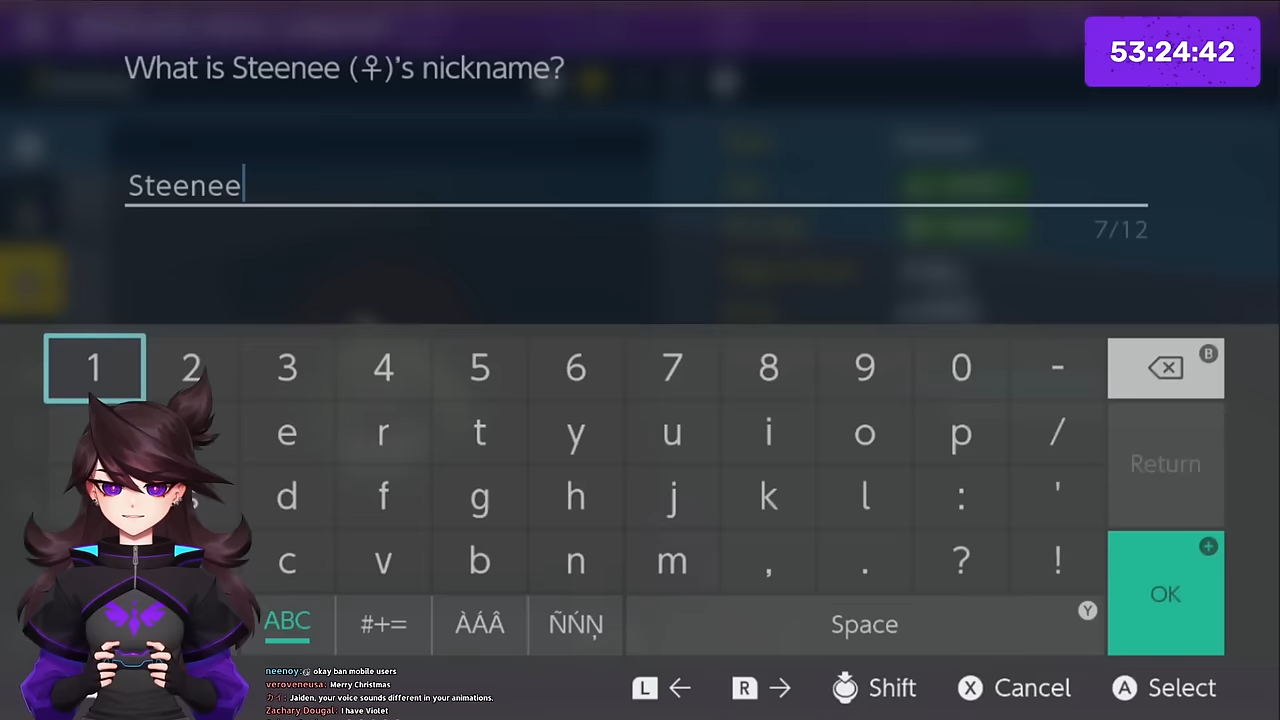 What is Steenee (♀)'s nickname?
53:24:42
Steenee
7/12
1 2 3 4 5 6 7 8 9 0 -
B
e r t y u i o p /
Return
d f g h j k l : '
c v b n m , . ? !
+
OK
ABC #+= ÀÁÂ ÑŃŅ Space Y
neenoy: okay ban mobile users
veroveneusa: Merry Christmas
Jaiden, your voice sounds different in your animations.
Zachary Dougal: I have Violet
L ← R → Shift X Cancel A Select